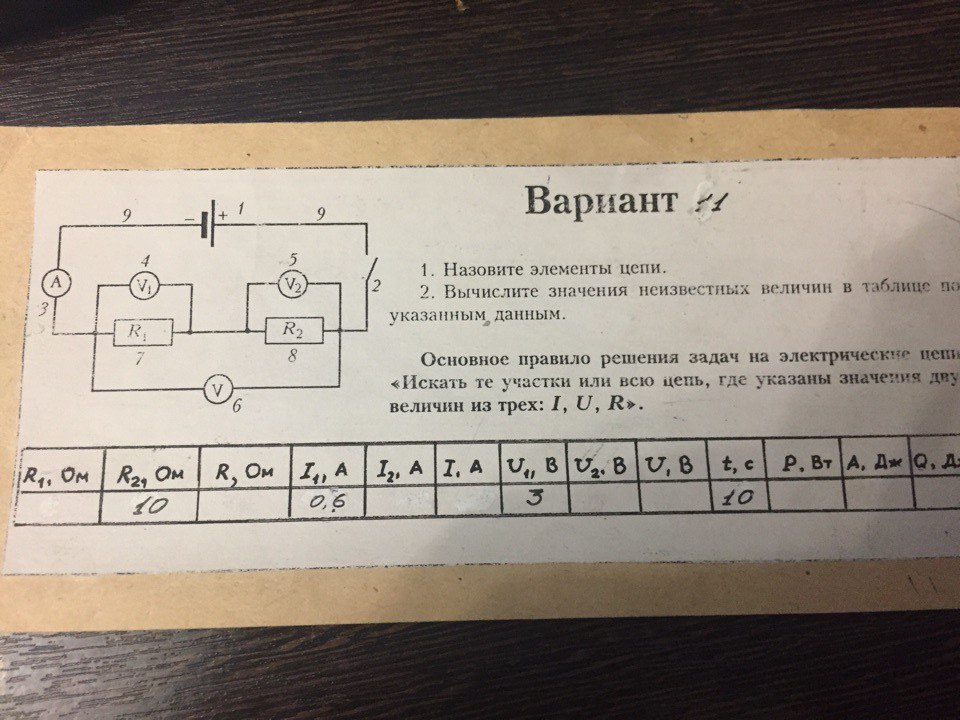 Вариант 11
9
− + 1
9
A
3
4
V₁
R₁
7
5
V₂
R₂
8
2
V
6
1. Назовите элементы цепи.
2. Вычислите значения неизвестных величин в таблице по
указанным данным.
Основное правило решения задач на электрические цепи
«Искать те участки или всю цепь, где указаны значения дву
величин из трех: I, U, R».
R₁, Ом R₂, Ом R, Ом I₁, А I₂, А I, А U₁, В U₂, В U, В t, с P, Вт A, Дж Q, Дж
10 0,6 3 10